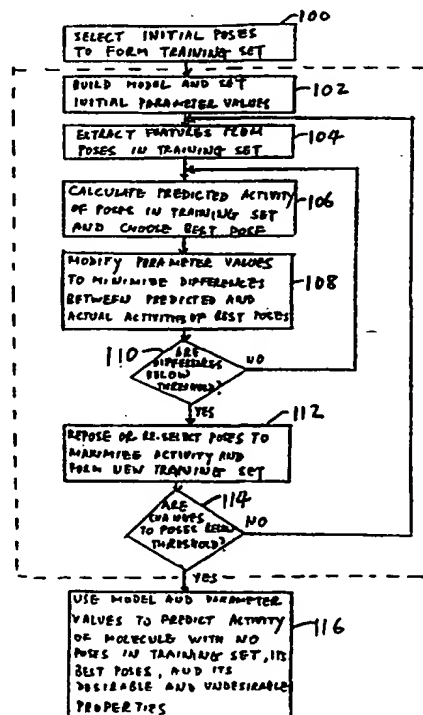 100
SELECT INITIAL POSES
TO FORM TRAINING SET
BUILD MODEL AND SET
INITIAL PARAMETER VALUES
102
EXTRACT FEATURES FROM
POSES IN TRAINING SET
104
CALCULATE PREDICTED ACTIVITY
OF POSES IN TRAINING SET
AND CHOOSE BEST POSE
106
MODIFY PARAMETER VALUES
TO MINIMIZE DIFFERENCES
BETWEEN PREDICTED AND
ACTUAL ACTIVITIES OF BEST POSES
108
110
ARE
DIFFERENCES
BELOW
THRESHOLD?
NO
YES
112
REPOSE OR RE-SELECT POSES TO
MAXIMIZE ACTIVITY AND
FORM NEW TRAINING SET
114
ARE
CHANGES
TO POSES BELOW
THRESHOLD?
NO
YES
USE MODEL AND PARAMETER
VALUES TO PREDICT ACTIVITY
OF MOLECULE WITH NO
POSES IN TRAINING SET, ITS
BEST POSES, AND ITS
DESIRABLE AND UNDESIRABLE
PROPERTIES
116